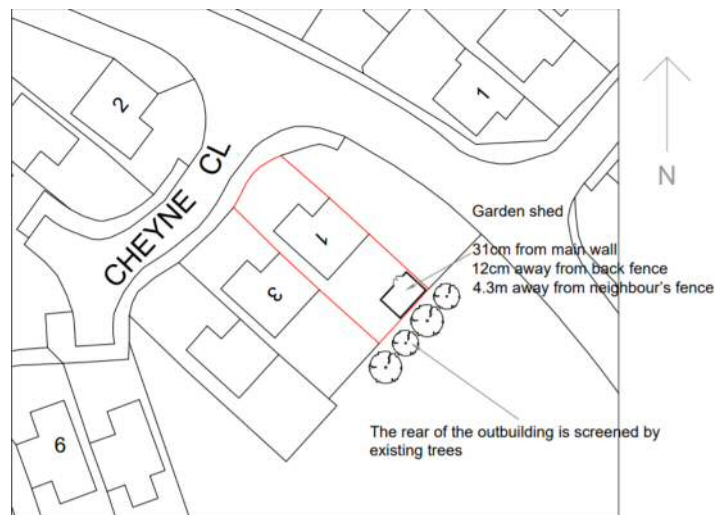 2
1
CHEYNE CL
N
Garden shed
31cm from main wall
12cm away from back fence
4.3m away from neighbour's fence
1
3
The rear of the outbuilding is screened by
existing trees
6